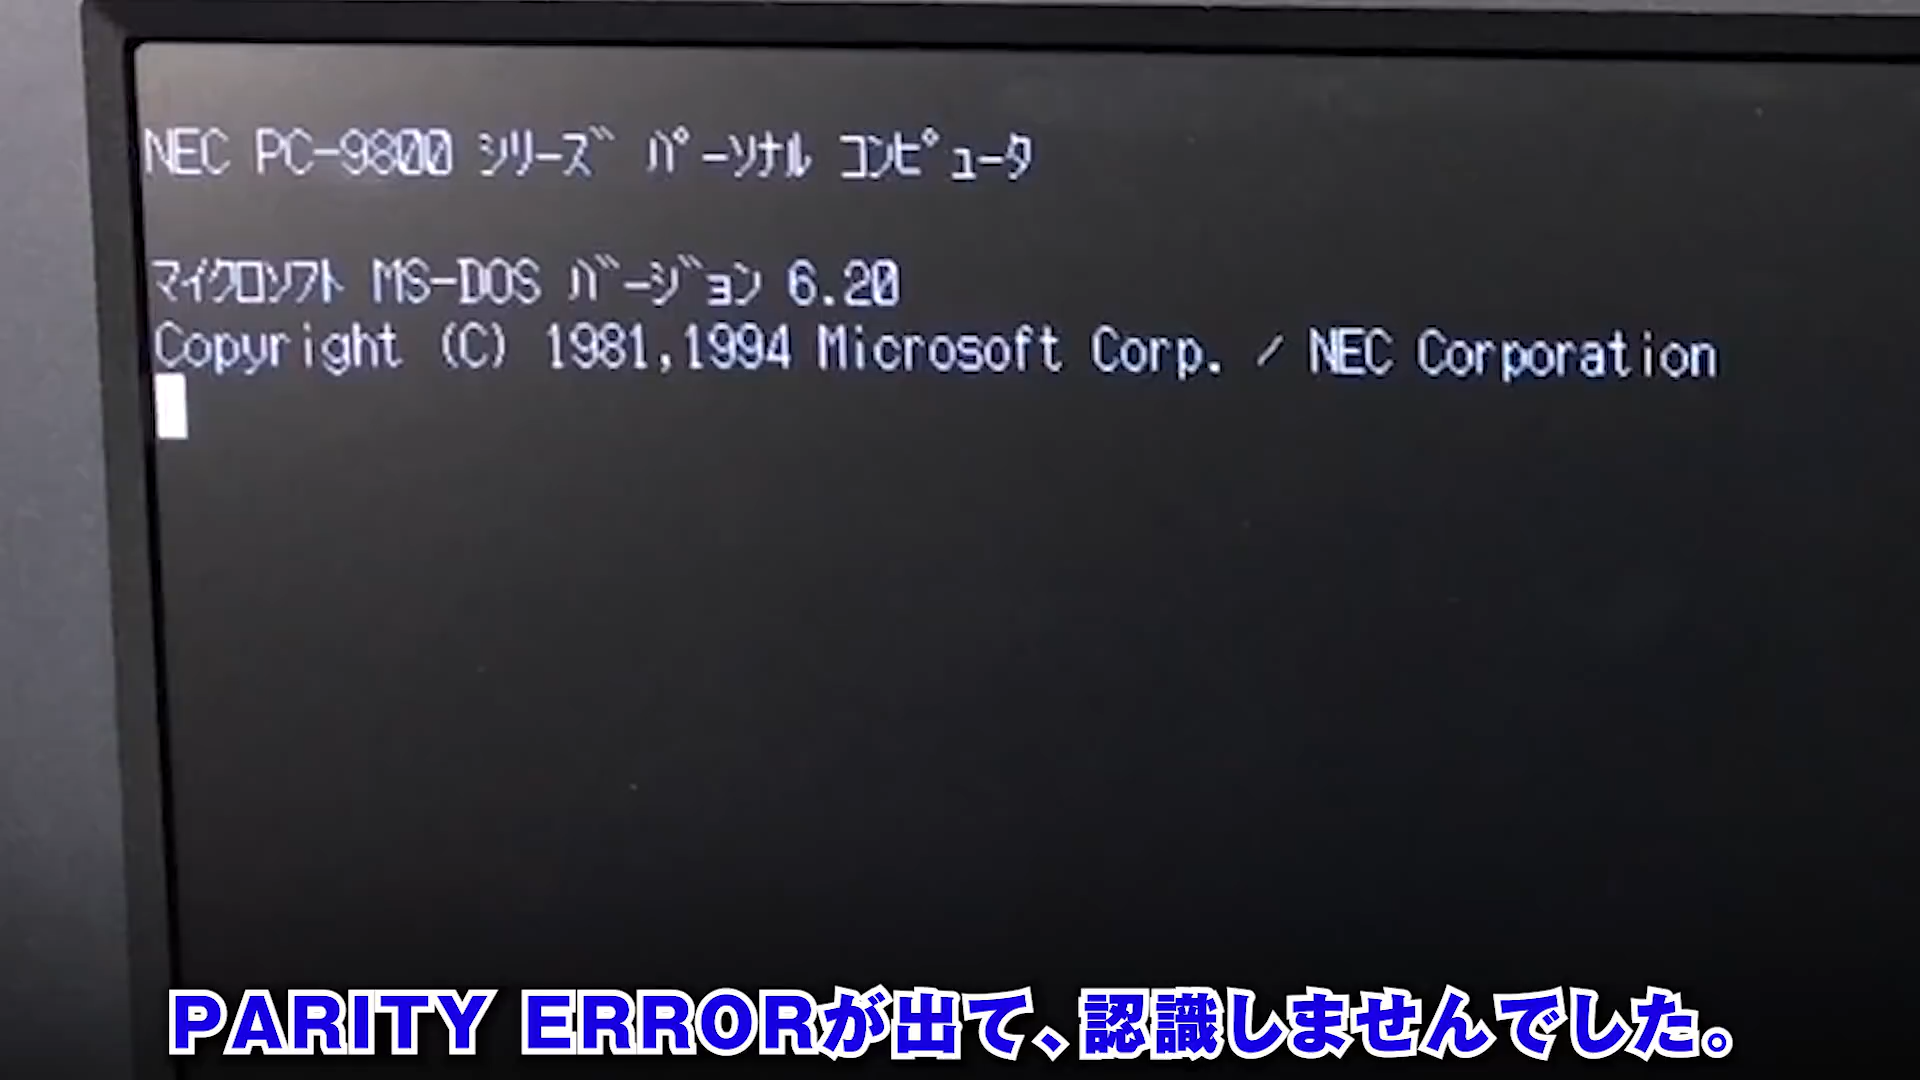 NEC PC-9800 ｼﾘｰｽﾞ ﾊﾟｰｿﾅﾙ ｺﾝﾋﾟｭｰﾀ
ﾏｲｸﾛｿﾌﾄ MS-DOS ﾊﾞｰｼﾞｮﾝ 6.20
Copyright (C) 1981,1994 Microsoft Corp. / NEC Corporation
PARITY ERRORが出て、認識しませんでした。